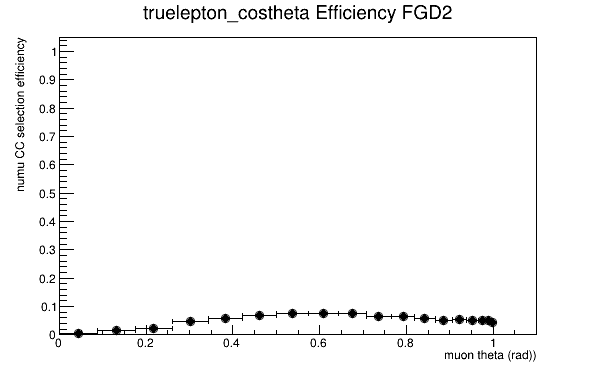 truelepton_costheta Efficiency FGD2
numu CC selection efficiency
1
0.9
0.8
0.7
0.6
0.5
0.4
0.3
0.2
0.1
0
0 0.2 0.4 0.6 0.8 1
muon theta (rad))